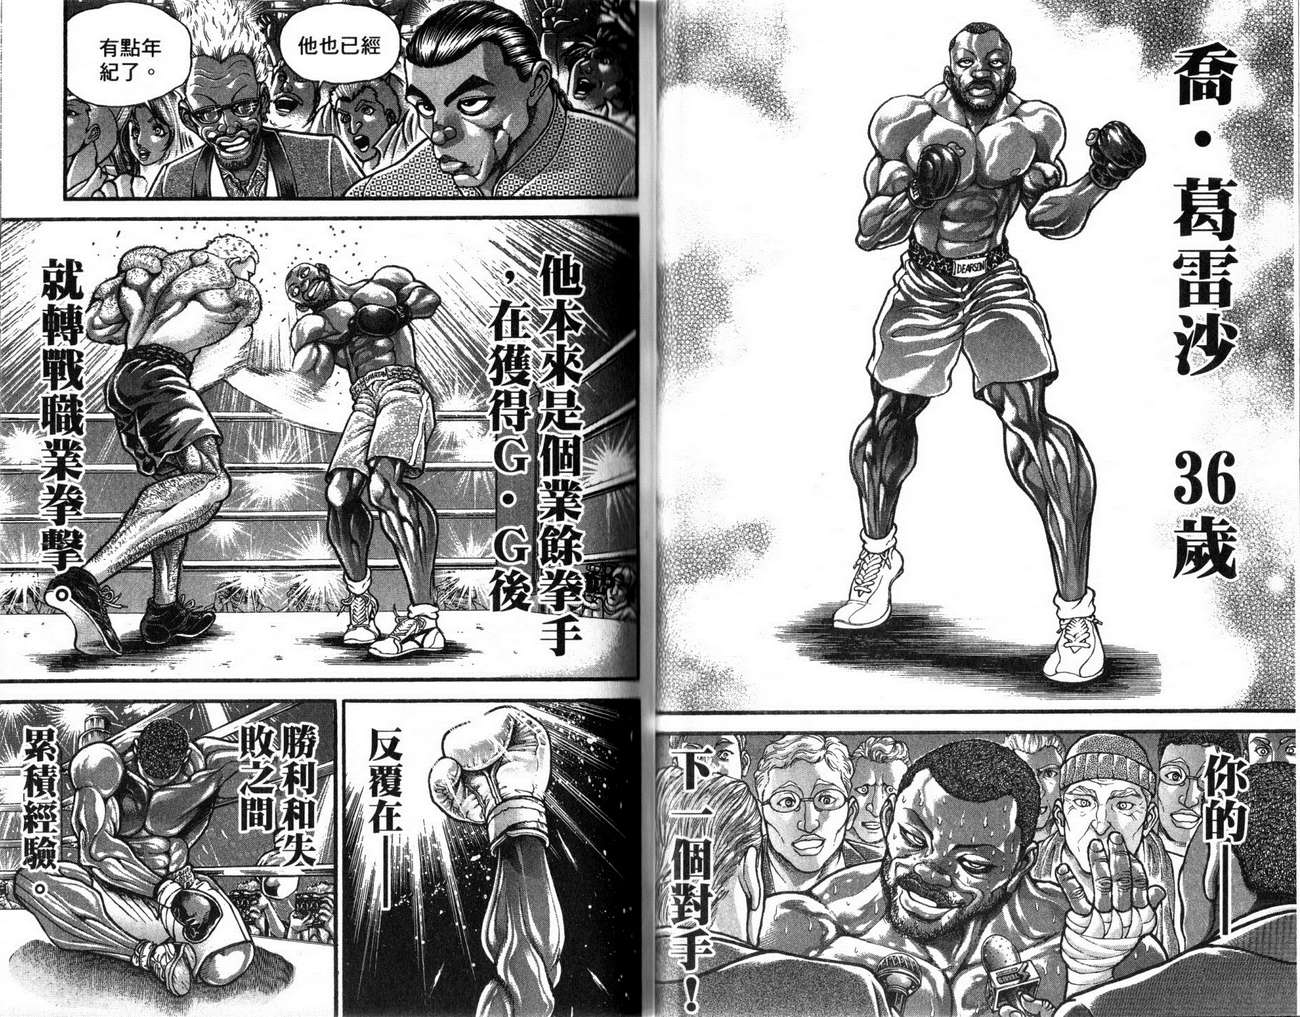 喬・葛雷沙 36歲
DEARSON
你的——
下一個對手！
他也已經
有點年
紀了。
他本來是個業餘拳手
，在獲得G・G後
就轉戰職業拳擊。
反覆在——
勝利和失
敗之間
累積經驗。